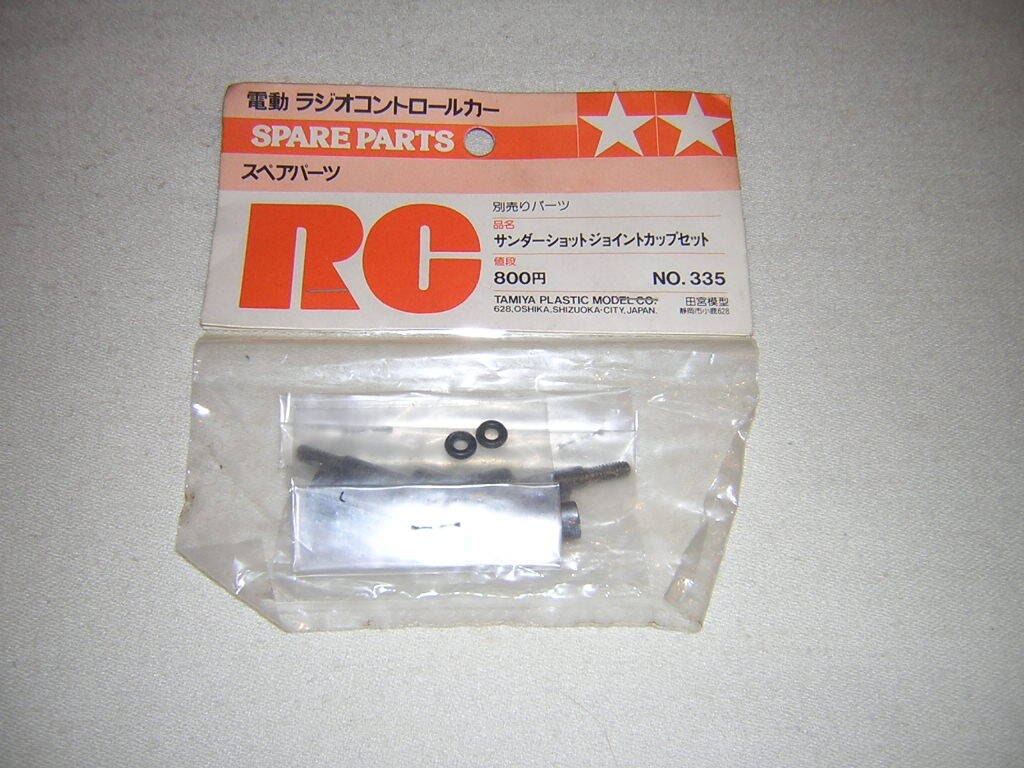 電動 ラジオコントロールカー
SPARE PARTS
スペアパーツ
RC
別売りパーツ
品名
サンダーショットジョイントカップセット
値段
800円 NO. 335
TAMIYA PLASTIC MODEL CO. 田宮模型
628, OSHIKA, SHIZUOKA-CITY, JAPAN. 静岡市小鹿628